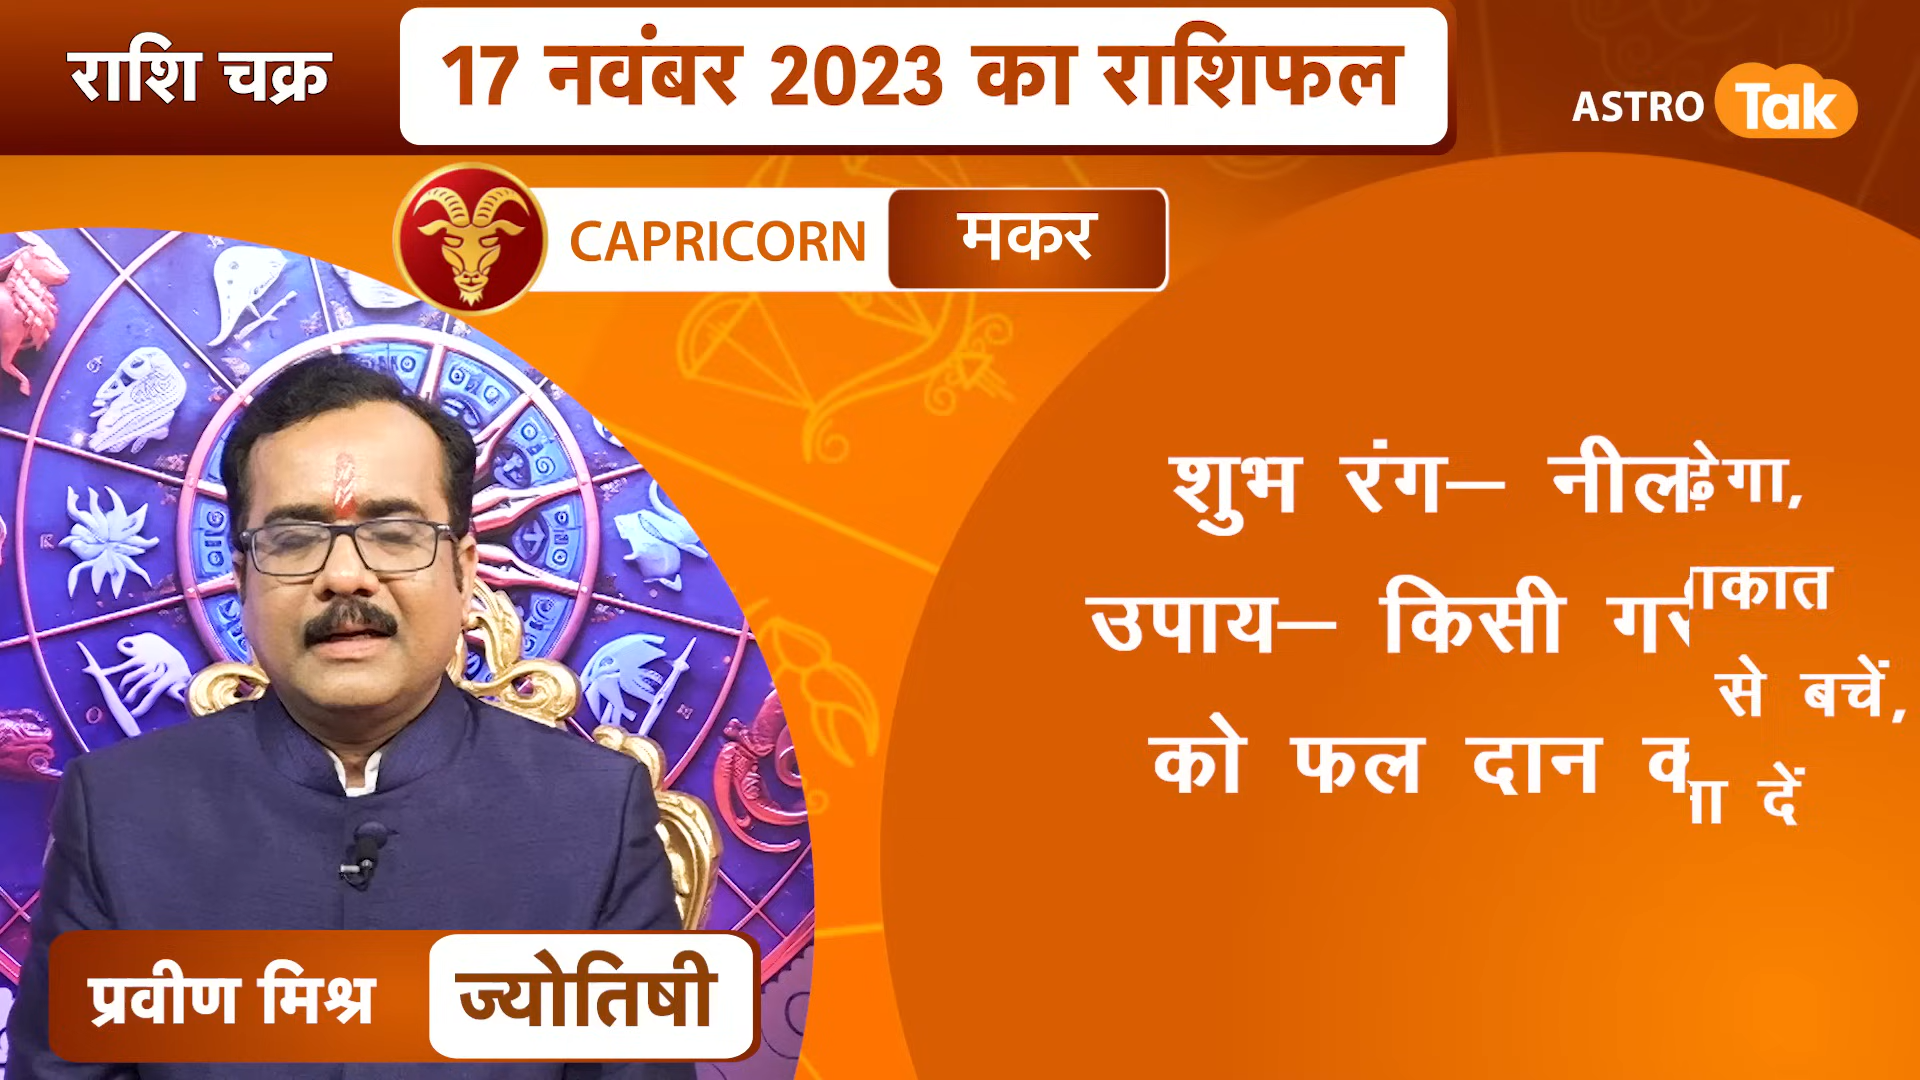 राशि चक्र
17 नवंबर 2023 का राशिफल
ASTRO Tak
CAPRICORN मकर
शुभ रंग– नील
उपाय– किसी
से बचें,
को फल दान
दें
प्रवीण मिश्र ज्योतिषी